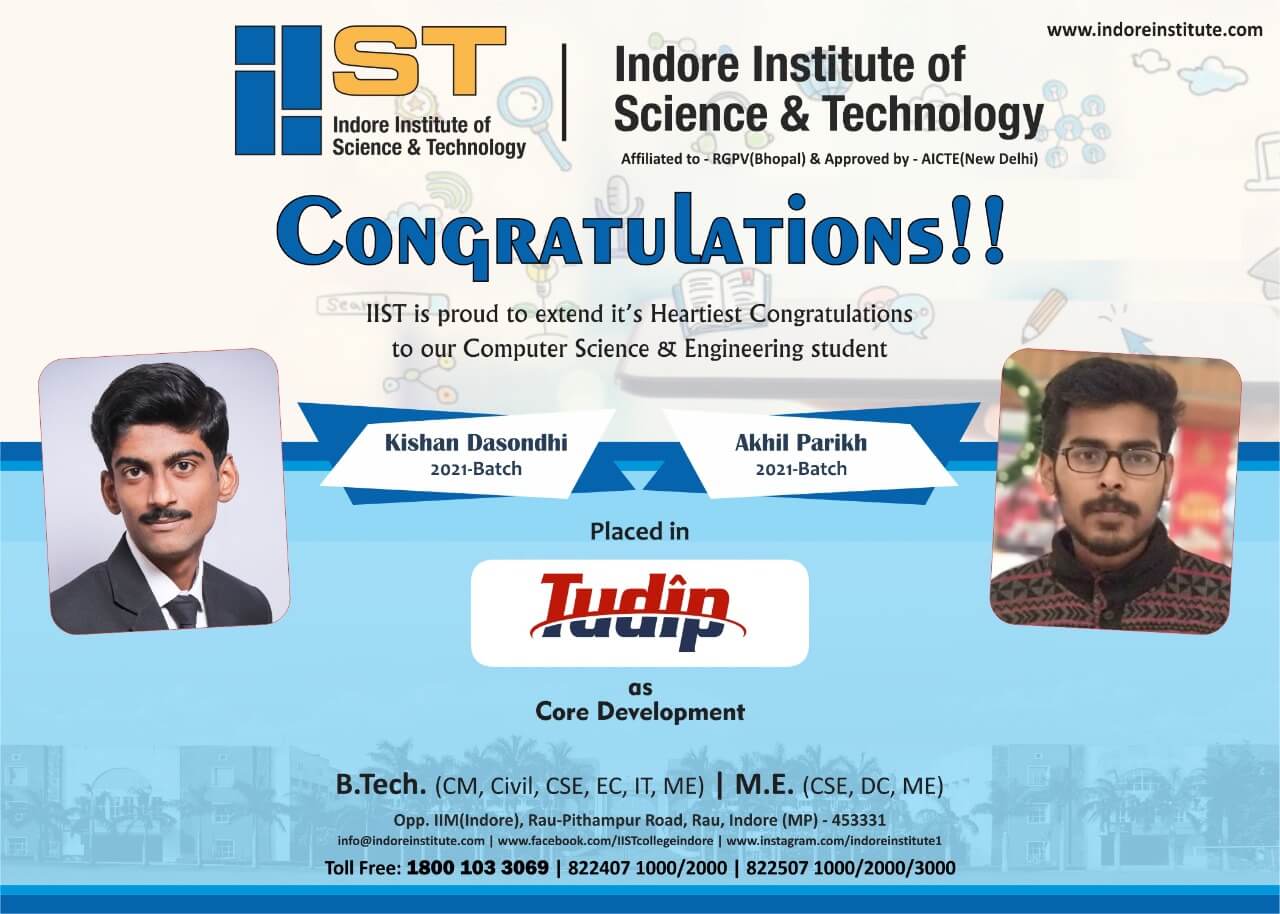 www.indoreinstitute.com
IIST
Indore Institute of
Science & Technology
Indore Institute of
Science & Technology
Affiliated to - RGPV(Bhopal) & Approved by - AICTE(New Delhi)
Congratulations!!
Search
IIST is proud to extend it's Heartiest Congratulations
to our Computer Science & Engineering student
Kishan Dasondhi
2021-Batch
Akhil Parikh
2021-Batch
Placed in
Tudîp
as
Core Development
B.Tech. (CM, Civil, CSE, EC, IT, ME) | M.E. (CSE, DC, ME)
Opp. IIM(Indore), Rau-Pithampur Road, Rau, Indore (MP) - 453331
info@indoreinstitute.com | www.facebook.com/IISTcollegeindore | www.instagram.com/indoreinstitute1
Toll Free: 1800 103 3069 | 822407 1000/2000 | 822507 1000/2000/3000